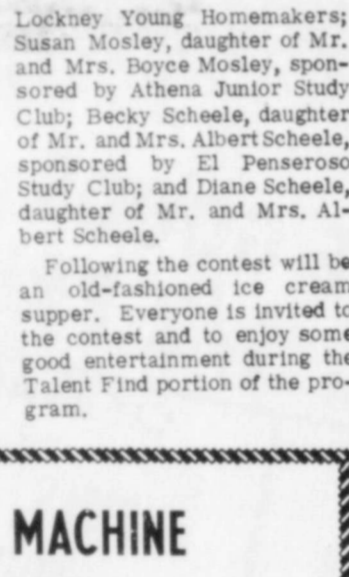 Lockney Young Homemakers;
Susan Mosley, daughter of Mr.
and Mrs. Boyce Mosley, spon-
sored by Athena Junior Study
Club; Becky Scheele, daughter
of Mr. and Mrs. Albert Scheele,
sponsored by El Penseroso
Study Club; and Diane Scheele,
daughter of Mr. and Mrs. Al-
bert Scheele.
Following the contest will be
an old-fashioned ice cream
supper. Everyone is invited to
the contest and to enjoy some
good entertainment during the
Talent Find portion of the pro-
gram.
MACHINE